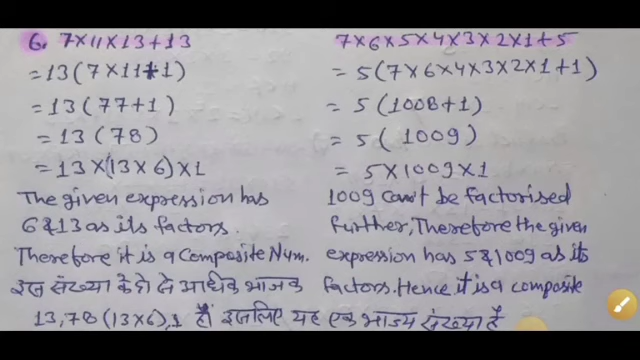 6. 7×11×13+13
=13(7×11+1)
=13(77+1)
=13(78)
=13×(13×6)×1
The given expression has
6&13 as its factors.
Therefore it is a Composite Num.
इस संख्या के दो से अधिक भाजक
13,78(13×6),1 हैं इसलिए यह एक भाज्य संख्या है
7×6×5×4×3×2×1+5
=5(7×6×4×3×2×1+1)
=5(1008+1)
=5(1009)
=5×1009×1
1009 can't be factorised
further, Therefore the given
expression has 5&1009 as its
factors. Hence it is a composite